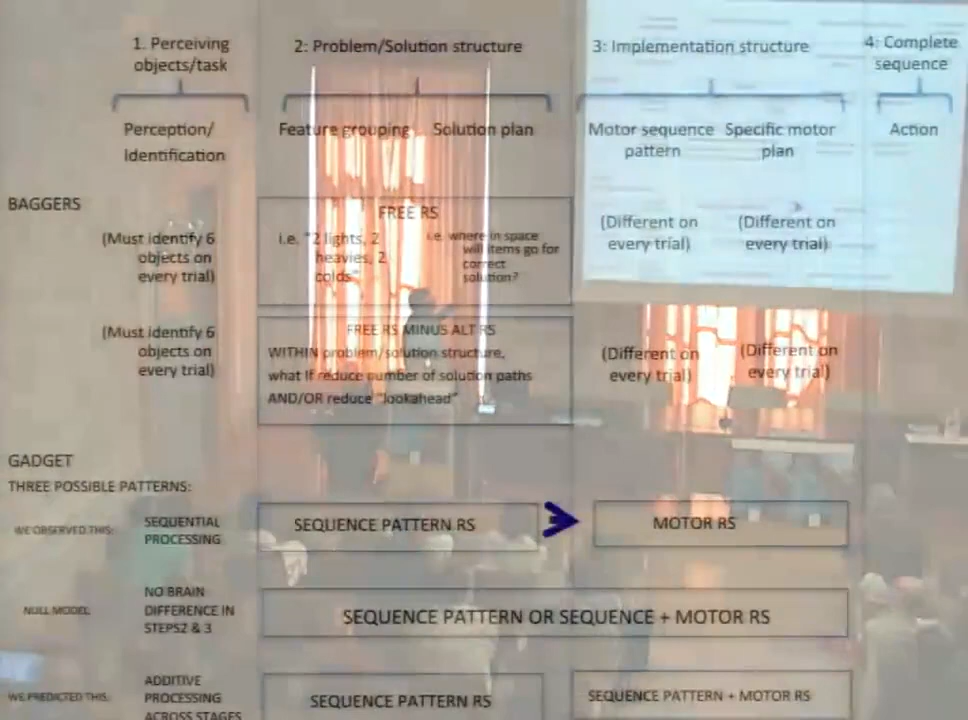 1. Perceiving
objects/task
2: Problem/Solution structure
3: Implementation structure
4: Complete
sequence
Perception/
Identification
Feature grouping
Solution plan
Motor sequence
pattern
Specific motor
plan
Action
BAGGERS
(Must identify 6
objects on
every trial)
FREE RS
i.e. "2 lights, 2
heavies, 2
colds"
i.e. where in space
will items go for
correct
solution?
(Different on
every trial)
(Different on
every trial)
(Must identify 6
objects on
every trial)
FREE RS MINUS ALT RS
WITHIN problem/solution structure,
what if reduce number of solution paths
AND/OR reduce "lookahead"
(Different on
every trial)
(Different on
every trial)
GADGET
THREE POSSIBLE PATTERNS:
WE OBSERVED THIS:
SEQUENTIAL
PROCESSING
SEQUENCE PATTERN RS
MOTOR RS
NULL MODEL
NO BRAIN
DIFFERENCE IN
STEPS2 & 3
SEQUENCE PATTERN OR SEQUENCE + MOTOR RS
WE PREDICTED THIS:
ADDITIVE
PROCESSING
ACROSS STAGES
SEQUENCE PATTERN RS
SEQUENCE PATTERN + MOTOR RS